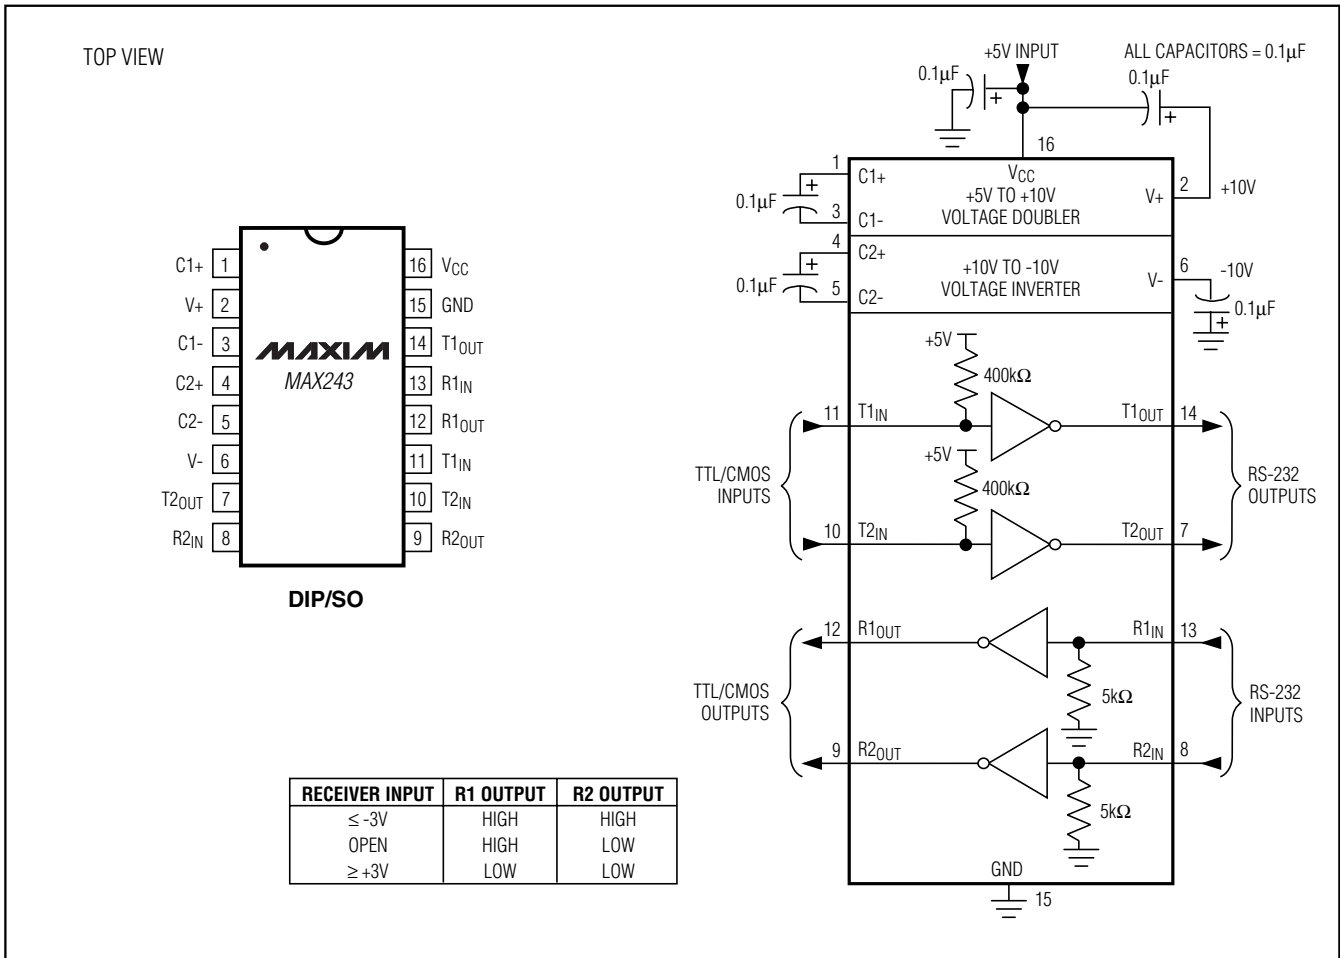 TOP VIEW
C1+ 1
V+ 2
C1- 3
C2+ 4
C2- 5
V- 6
T2OUT 7
R2IN 8
16 VCC
15 GND
14 T1OUT
13 R1IN
12 R1OUT
11 T1IN
10 T2IN
9 R2OUT
MAXIM
MAX243
DIP/SO
RECEIVER INPUT R1 OUTPUT R2 OUTPUT
≤ -3V HIGH HIGH
OPEN HIGH LOW
≥ +3V LOW LOW
+5V INPUT
ALL CAPACITORS = 0.1µF
0.1µF
+
0.1µF
+
16
VCC
+5V TO +10V
VOLTAGE DOUBLER
1
C1+
+
0.1µF
3
C1-
V+
2
+10V
4
C2+
+
0.1µF
5
C2-
+10V TO -10V
VOLTAGE INVERTER
V-
6
-10V
0.1µF
+
+5V
400kΩ
11
T1IN
T1OUT
14
+5V
400kΩ
TTL/CMOS
INPUTS
RS-232
OUTPUTS
10
T2IN
T2OUT
7
12
R1OUT
R1IN
13
5kΩ
TTL/CMOS
OUTPUTS
RS-232
INPUTS
9
R2OUT
R2IN
8
5kΩ
GND
15